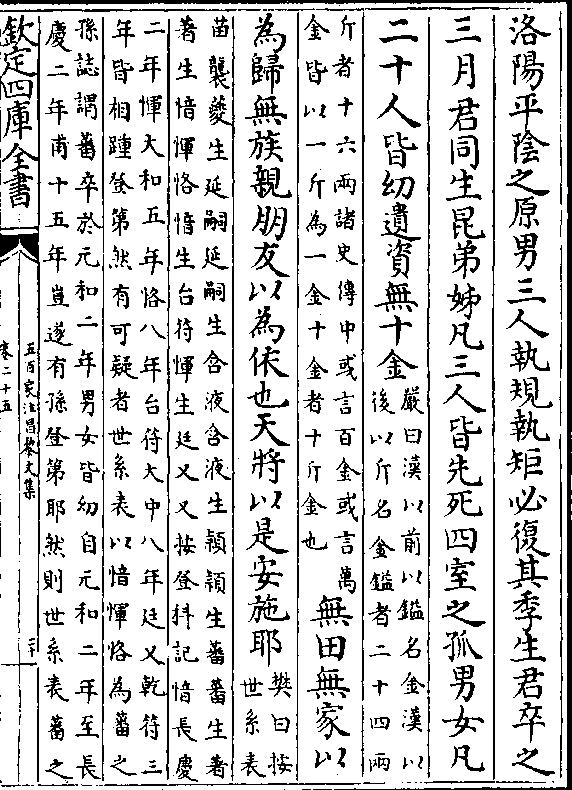 洛陽平陰之原男三人執規執矩必復其季生君卒之
三月君同生昆弟姊凡三人皆先死四室之孤男女凡
二十人皆幼遺資無十金
嚴曰漢以前以鑑名金漢以
後以斤名金鑑者二十四兩
斤者十六兩諸史傳中或言百金或言萬
金皆以一斤為一金十金者十斤金也
無田無家以
為歸無族親朋友以為依也天將以是安施耶
樊曰按
世系表
苗襲夔生延嗣延嗣生含液含液生穎穎生蕃蕃生著
著生愔惲恪愔生台符惲生廷乂又按登科記愔長慶
二年惲大和五年恪八年台符大中八年廷乂乾符三
年皆相踵登第然有可疑者世系表以愔惲恪為蕃之
孫誌謂蕃卒於元和二年男女皆幼自元和二年至長
慶二年甫十五年豈遂有孫登第耶然則世系表蕃之
欽定四庫全書
五百家注昌黎文集
卷二十五
二十